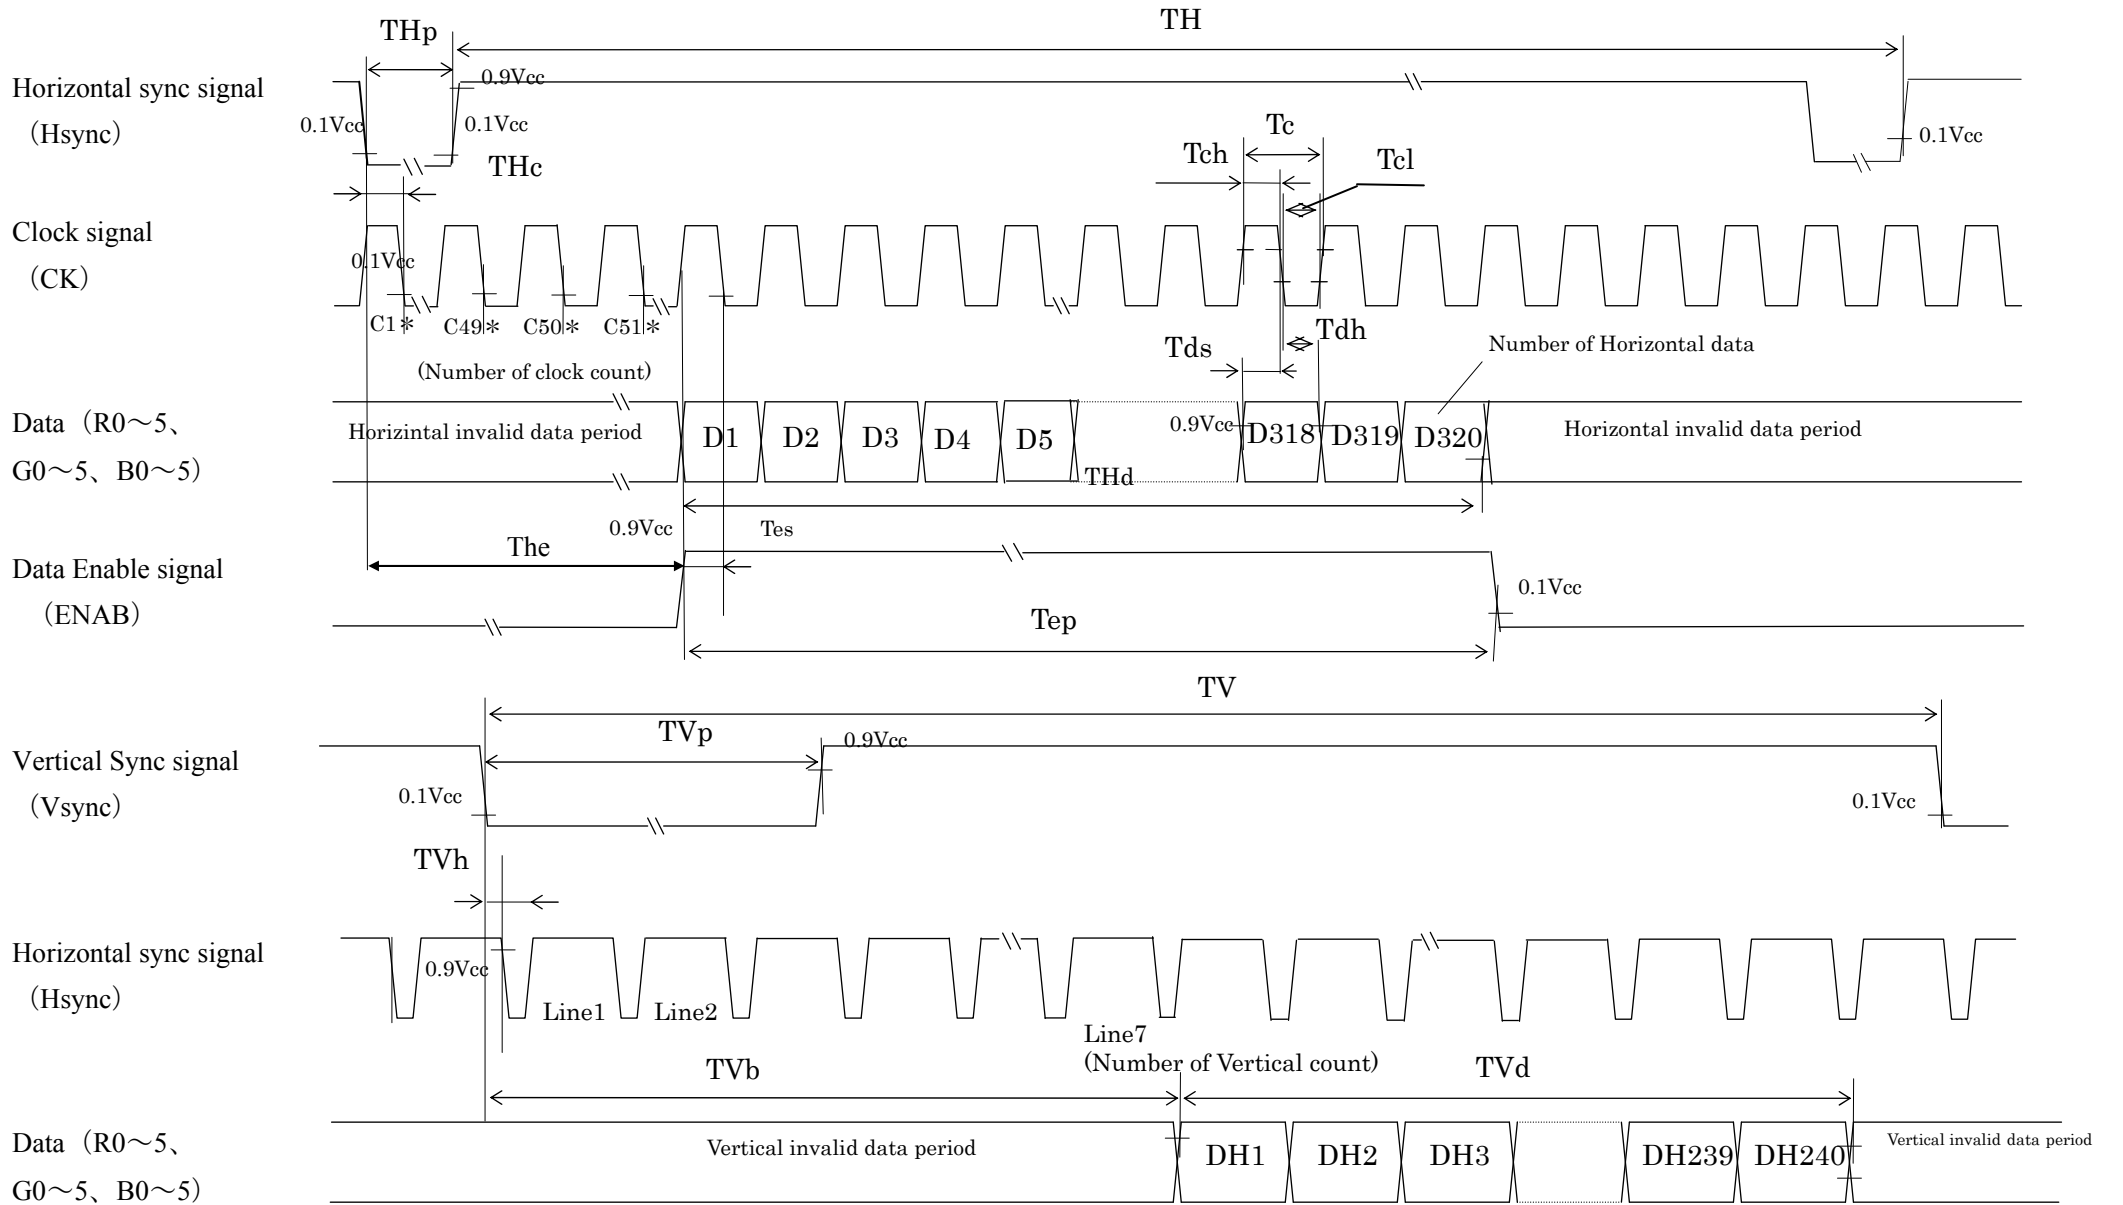 TH
THp
Horizontal sync signal
（Hsync）
0.9Vcc
0.1Vcc
0.1Vcc
0.1Vcc
THc
Tc
Tch
Tcl
Clock signal
（CK）
0.1Vcc
C1＊
C49＊
C50＊
C51＊
(Number of clock count)
Tds
Tdh
Number of Horizontal data
Data（R0～5、
G0～5、B0～5）
Horizintal invalid data period
D1
D2
D3
D4
D5
0.9Vcc
D318
D319
D320
Horizontal invalid data period
THd
0.9Vcc
Tes
The
Data Enable signal
（ENAB）
0.1Vcc
Tep
TV
TVp
Vertical Sync signal
（Vsync）
0.9Vcc
0.1Vcc
0.1Vcc
TVh
Horizontal sync signal
（Hsync）
0.9Vcc
Line1
Line2
Line7
(Number of Vertical count)
TVb
TVd
Data（R0～5、
G0～5、B0～5）
Vertical invalid data period
DH1
DH2
DH3
DH239
DH240
Vertical invalid data period